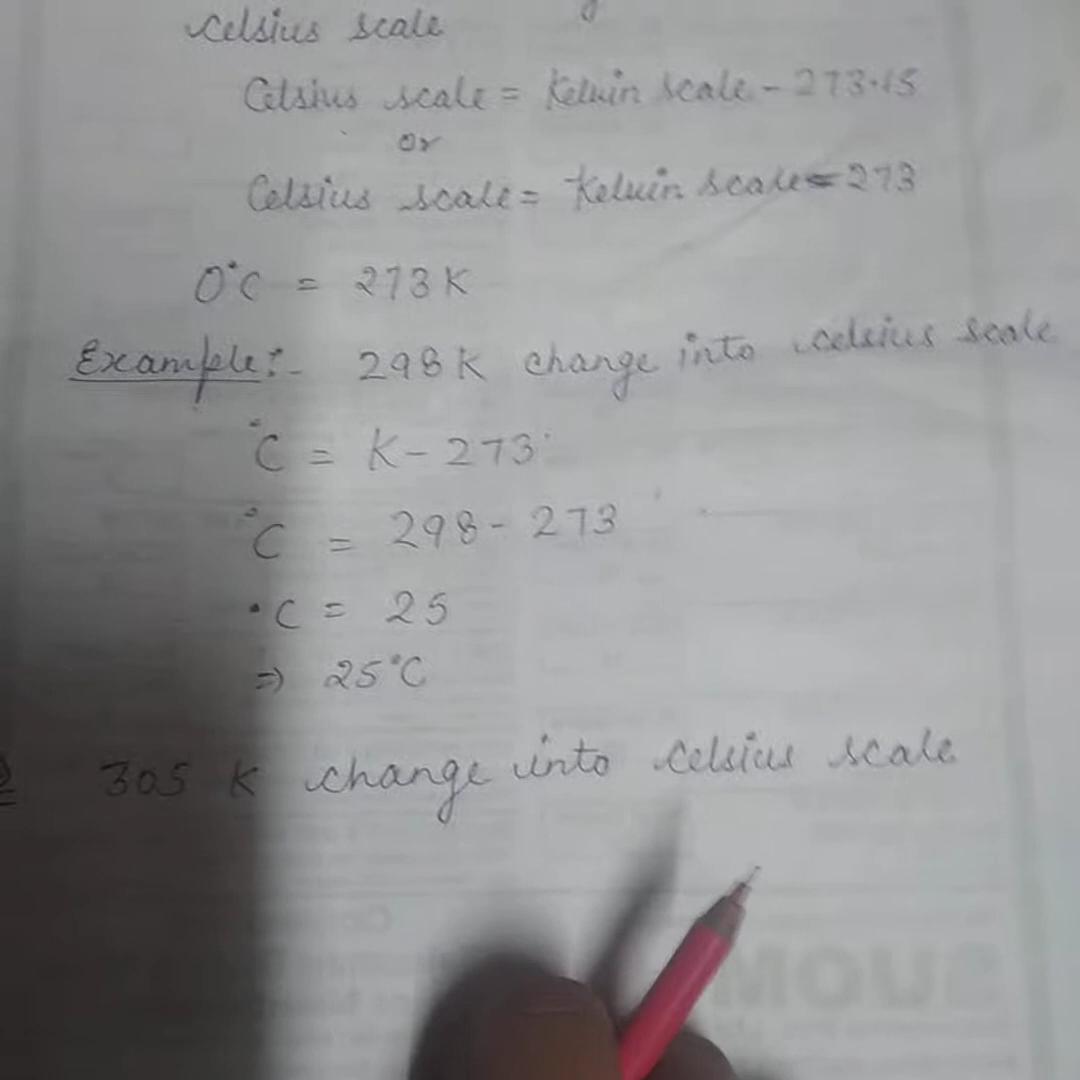 Celsius scale
Celsius scale = Kelvin scale - 273.15
or
Celsius scale = Kelvin scale - 273
0°C = 273 K
Example:- 298 K change into celsius scale
°C = K - 273
°C = 298 - 273
°C = 25
⇒ 25°C
305 K change into celsius scale